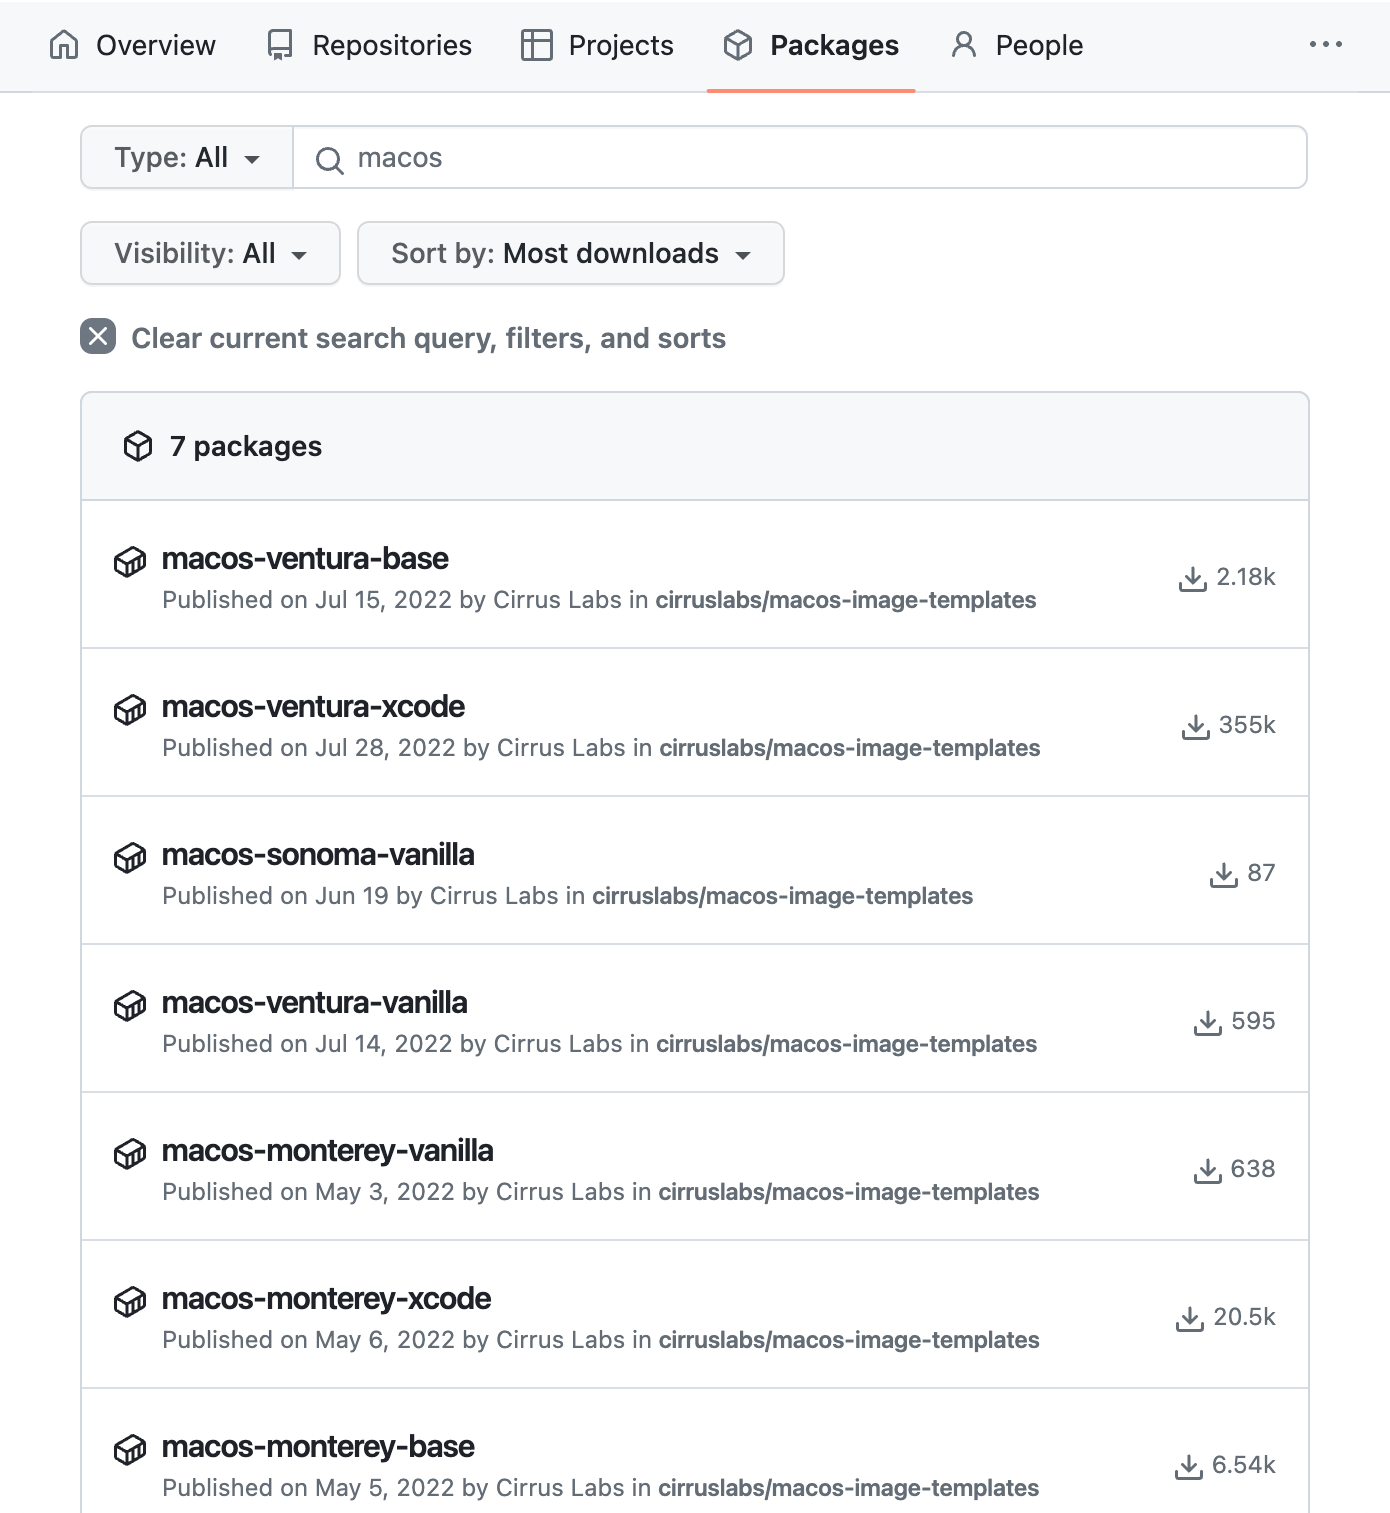 Overview Repositories Projects Packages People
Type: All macos
Visibility: All Sort by: Most downloads
Clear current search query, filters, and sorts
7 packages
macos-ventura-base
Published on Jul 15, 2022 by Cirrus Labs in cirruslabs/macos-image-templates
2.18k
macos-ventura-xcode
Published on Jul 28, 2022 by Cirrus Labs in cirruslabs/macos-image-templates
355k
macos-sonoma-vanilla
Published on Jun 19 by Cirrus Labs in cirruslabs/macos-image-templates
87
macos-ventura-vanilla
Published on Jul 14, 2022 by Cirrus Labs in cirruslabs/macos-image-templates
595
macos-monterey-vanilla
Published on May 3, 2022 by Cirrus Labs in cirruslabs/macos-image-templates
638
macos-monterey-xcode
Published on May 6, 2022 by Cirrus Labs in cirruslabs/macos-image-templates
20.5k
macos-monterey-base
Published on May 5, 2022 by Cirrus Labs in cirruslabs/macos-image-templates
6.54k